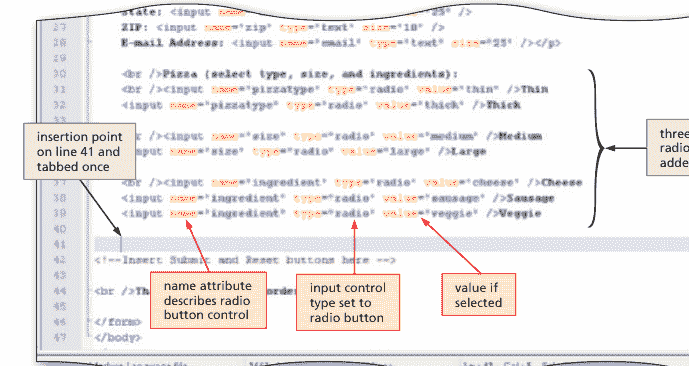 State: <input name= "25" />
27 ZIP: <input name="zip" type="text" size="10" />
28 E-mail Address: <input name="email" type="text" size="25" /></p>
29
30 <br />Pizza (select type, size, and ingredients):
31 <br /><input name="pizzatype" type="radio" value="thin" />Thin
32 <input name="pizzatype" type="radio" value="thick" />Thick
<br /><input name="size" type="radio" value="medium" />Medium
input name="size" type="radio" value="large" />Large
37 <br /><input name="ingredient" type="radio" value="cheese" />Cheese
38 <input name="ingredient" type="radio" value="sausage" />Sausage
39 <input name="ingredient" type="radio" value="veggie" />Veggie
40
41
42 <!--Insert Submit and Reset buttons here -->
43
44 <br />Th order
45
46 </form>
47 </body>
insertion point
on line 41 and
tabbed once
three
radio
adde
name attribute
describes radio
button control
input control
type set to
radio button
value if
selected